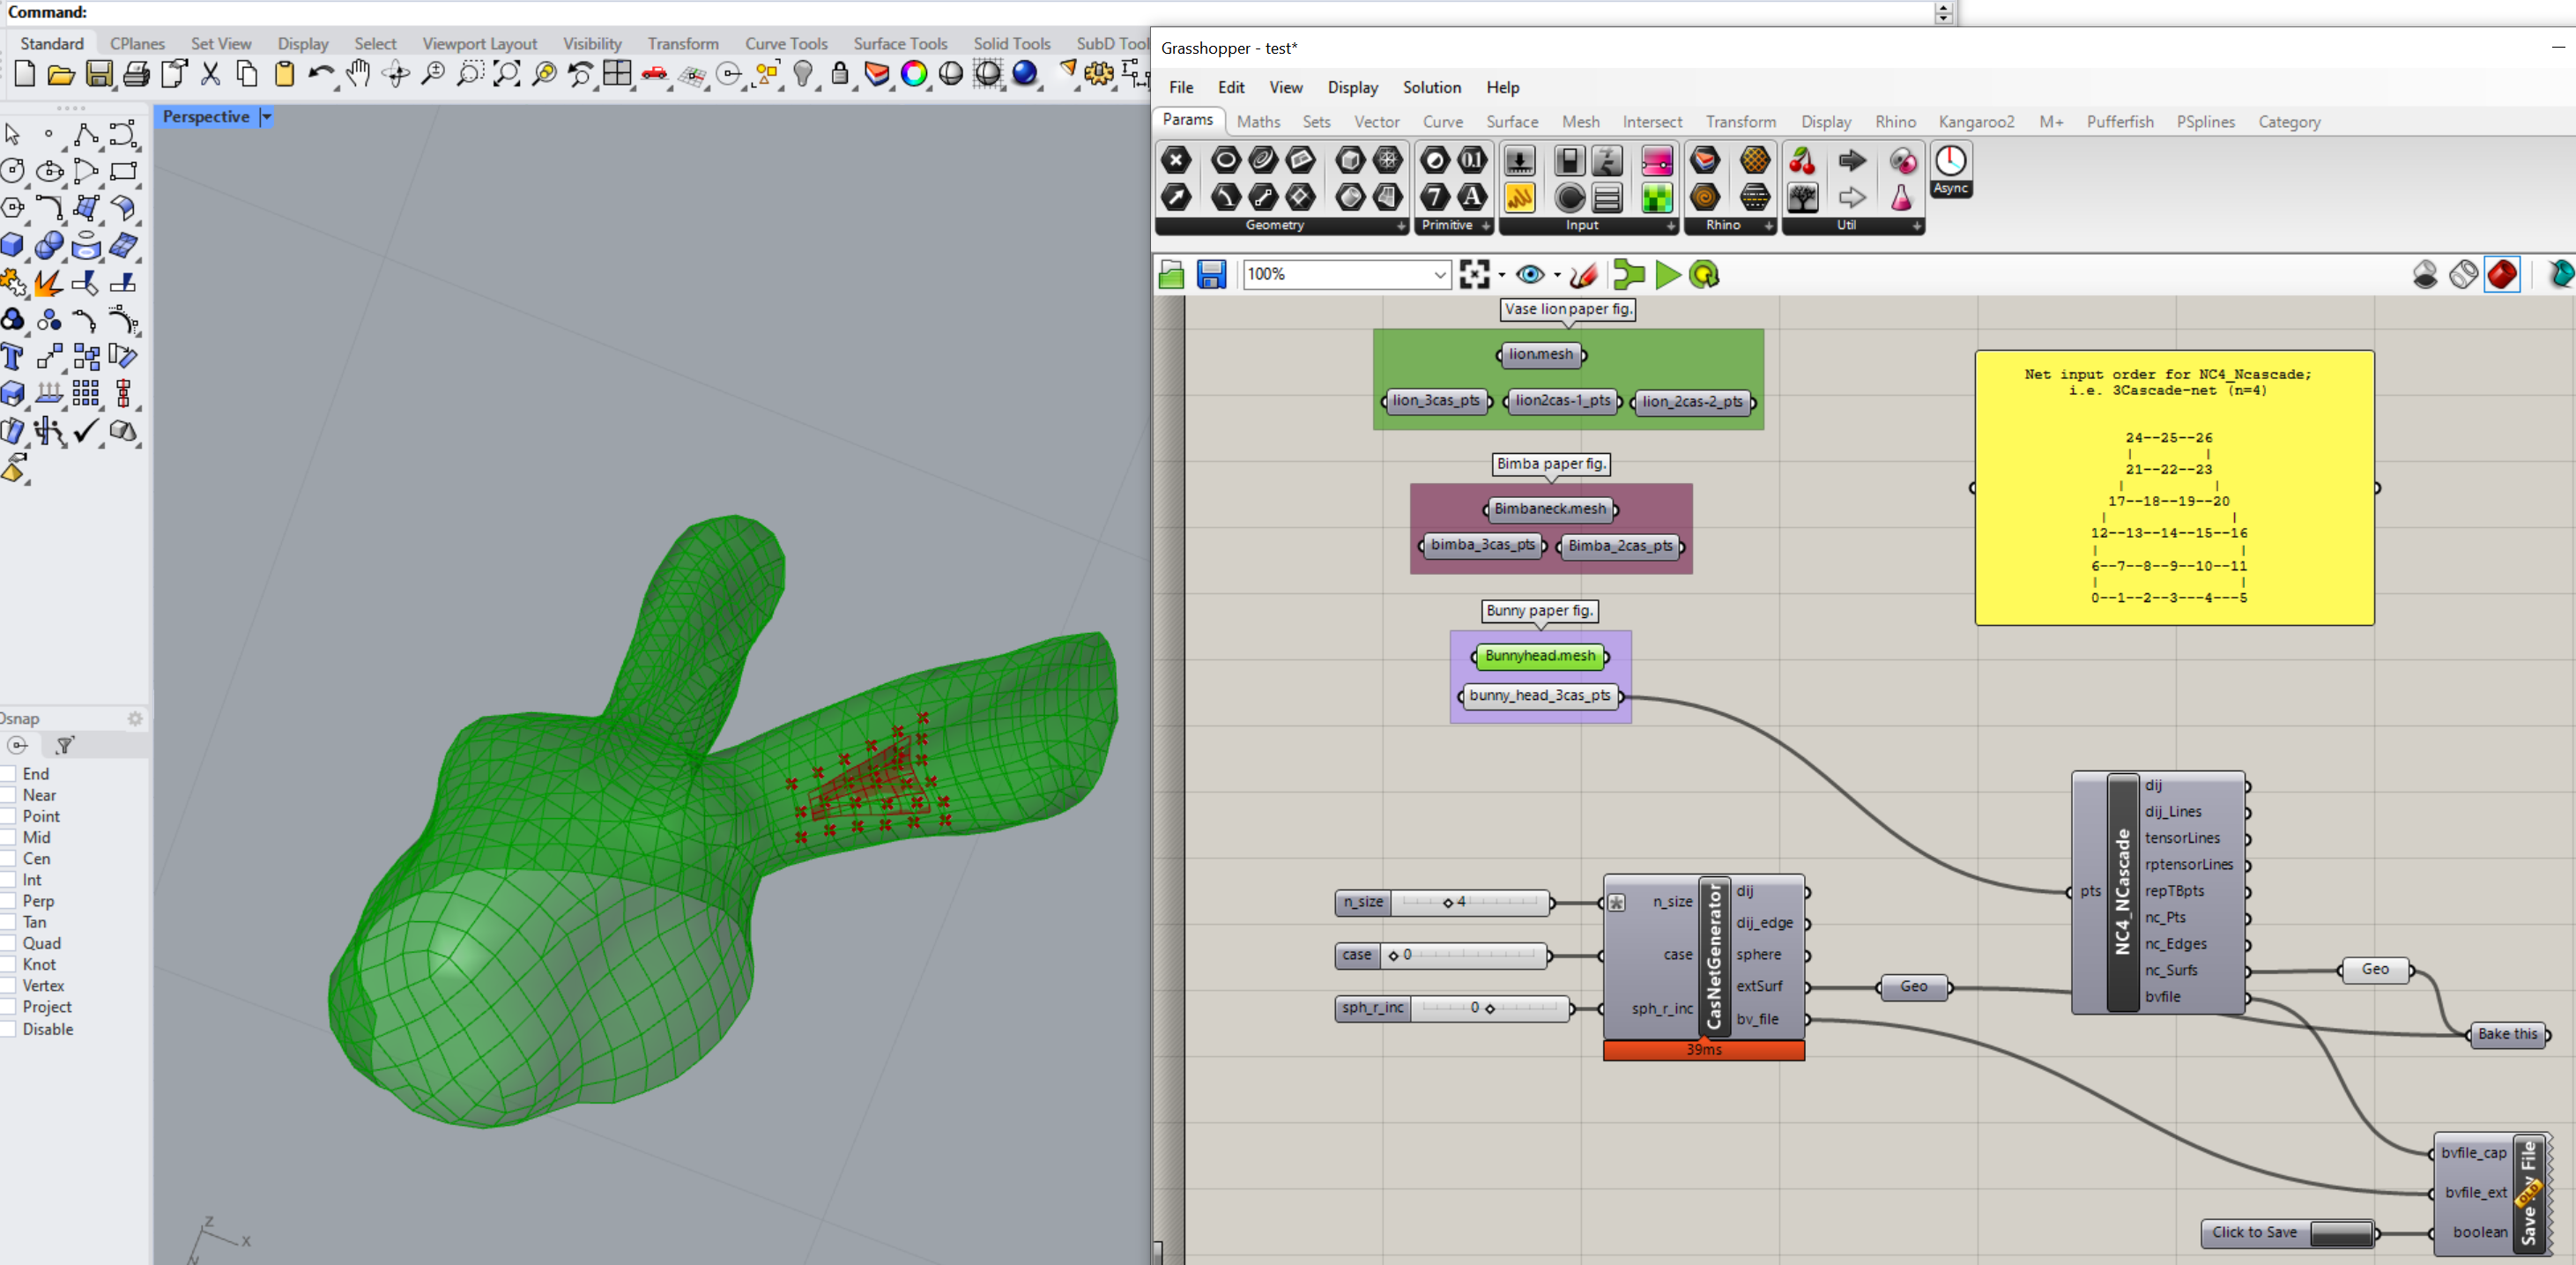 Command:
Standard CPlanes Set View Display Select Viewport Layout Visibility Transform Curve Tools Surface Tools Solid Tools SubD Tool
Perspective
Z
X
Osnap
End
Near
Point
Mid
Cen
Int
Perp
Tan
Quad
Knot
Vertex
Project
Disable
Grasshopper - test*
File Edit View Display Solution Help
Params Maths Sets Vector Curve Surface Mesh Intersect Transform Display Rhino Kangaroo2 M+ Pufferfish PSplines Category
Geometry Primitive Input Rhino Util Async
100%
Vase lion paper fig.
lion.mesh
lion_3cas_pts lion2cas-1_pts lion_2cas-2_pts
Bimba paper fig.
Bimbaneck.mesh
bimba_3cas_pts Bimba_2cas_pts
Bunny paper fig.
Bunnyhead.mesh
bunny_head_3cas_pts
Net input order for NC4_Ncascade;
i.e. 3Cascade-net (n=4)
24--25--26
| |
21--22--23
| |
17--18--19--20
| |
12--13--14--15--16
| |
6--7--8--9--10--11
| |
0--1--2--3---4---5
n_size 4
case 0
sph_r_inc 0
n_size
case
sph_r_inc
CasNetGenerator
dij
dij_edge
sphere
extSurf
bv_file
39ms
Geo
pts
NC4_NCascade
dij
dij_Lines
tensorLines
rptensorLines
repTBpts
nc_Pts
nc_Edges
nc_Surfs
bvfile
Geo
Bake this
bvfile_cap
bvfile_ext
boolean
File
OLD
Save
Click to Save